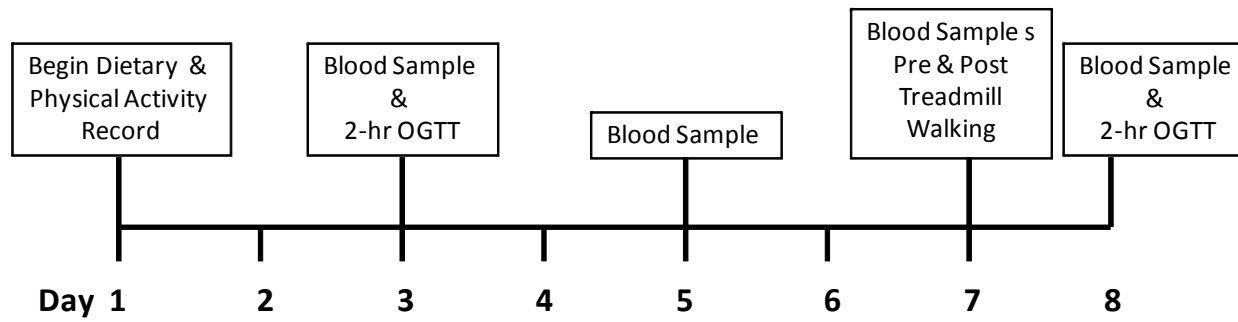 Begin Dietary &
Physical Activity
Record
Blood Sample
&
2-hr OGTT
Blood Sample
Blood Sample s
Pre & Post
Treadmill
Walking
Blood Sample
&
2-hr OGTT
Day 1 2 3 4 5 6 7 8